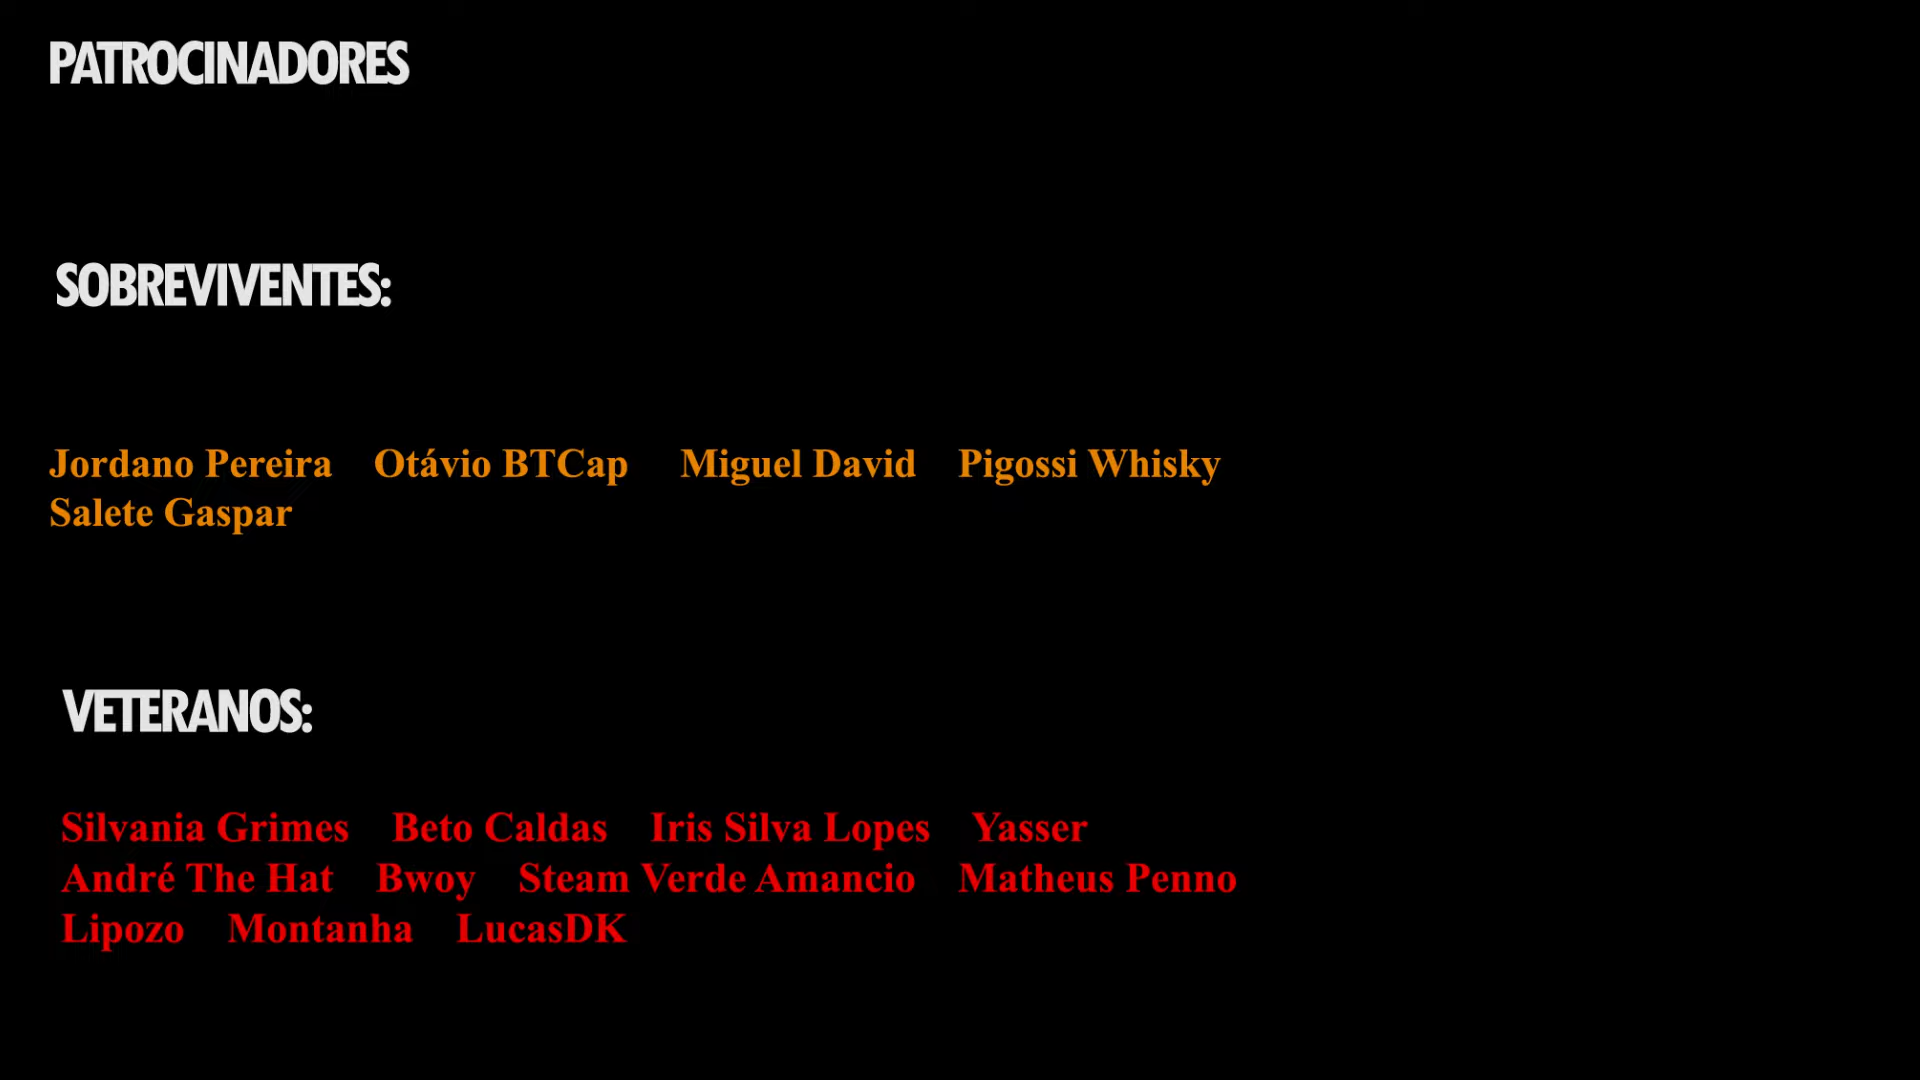 PATROCINADORES
SOBREVIVENTES:
Jordano Pereira Otávio BTCap Miguel David Pigossi Whisky
Salete Gaspar
VETERANOS:
Silvania Grimes Beto Caldas Iris Silva Lopes Yasser
André The Hat Bwoy Steam Verde Amancio Matheus Penno
Lipozo Montanha LucasDK